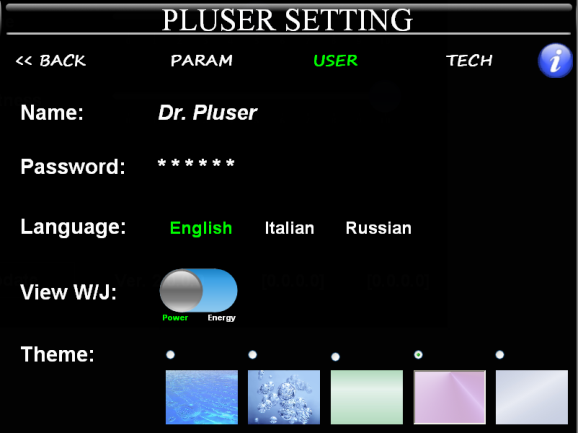 PLUSER SETTING
<< BACK PARAM USER TECH i
Name: Dr. Pluser
Password: ******
Language: English Italian Russian
View W/J:
Power Energy
Theme: